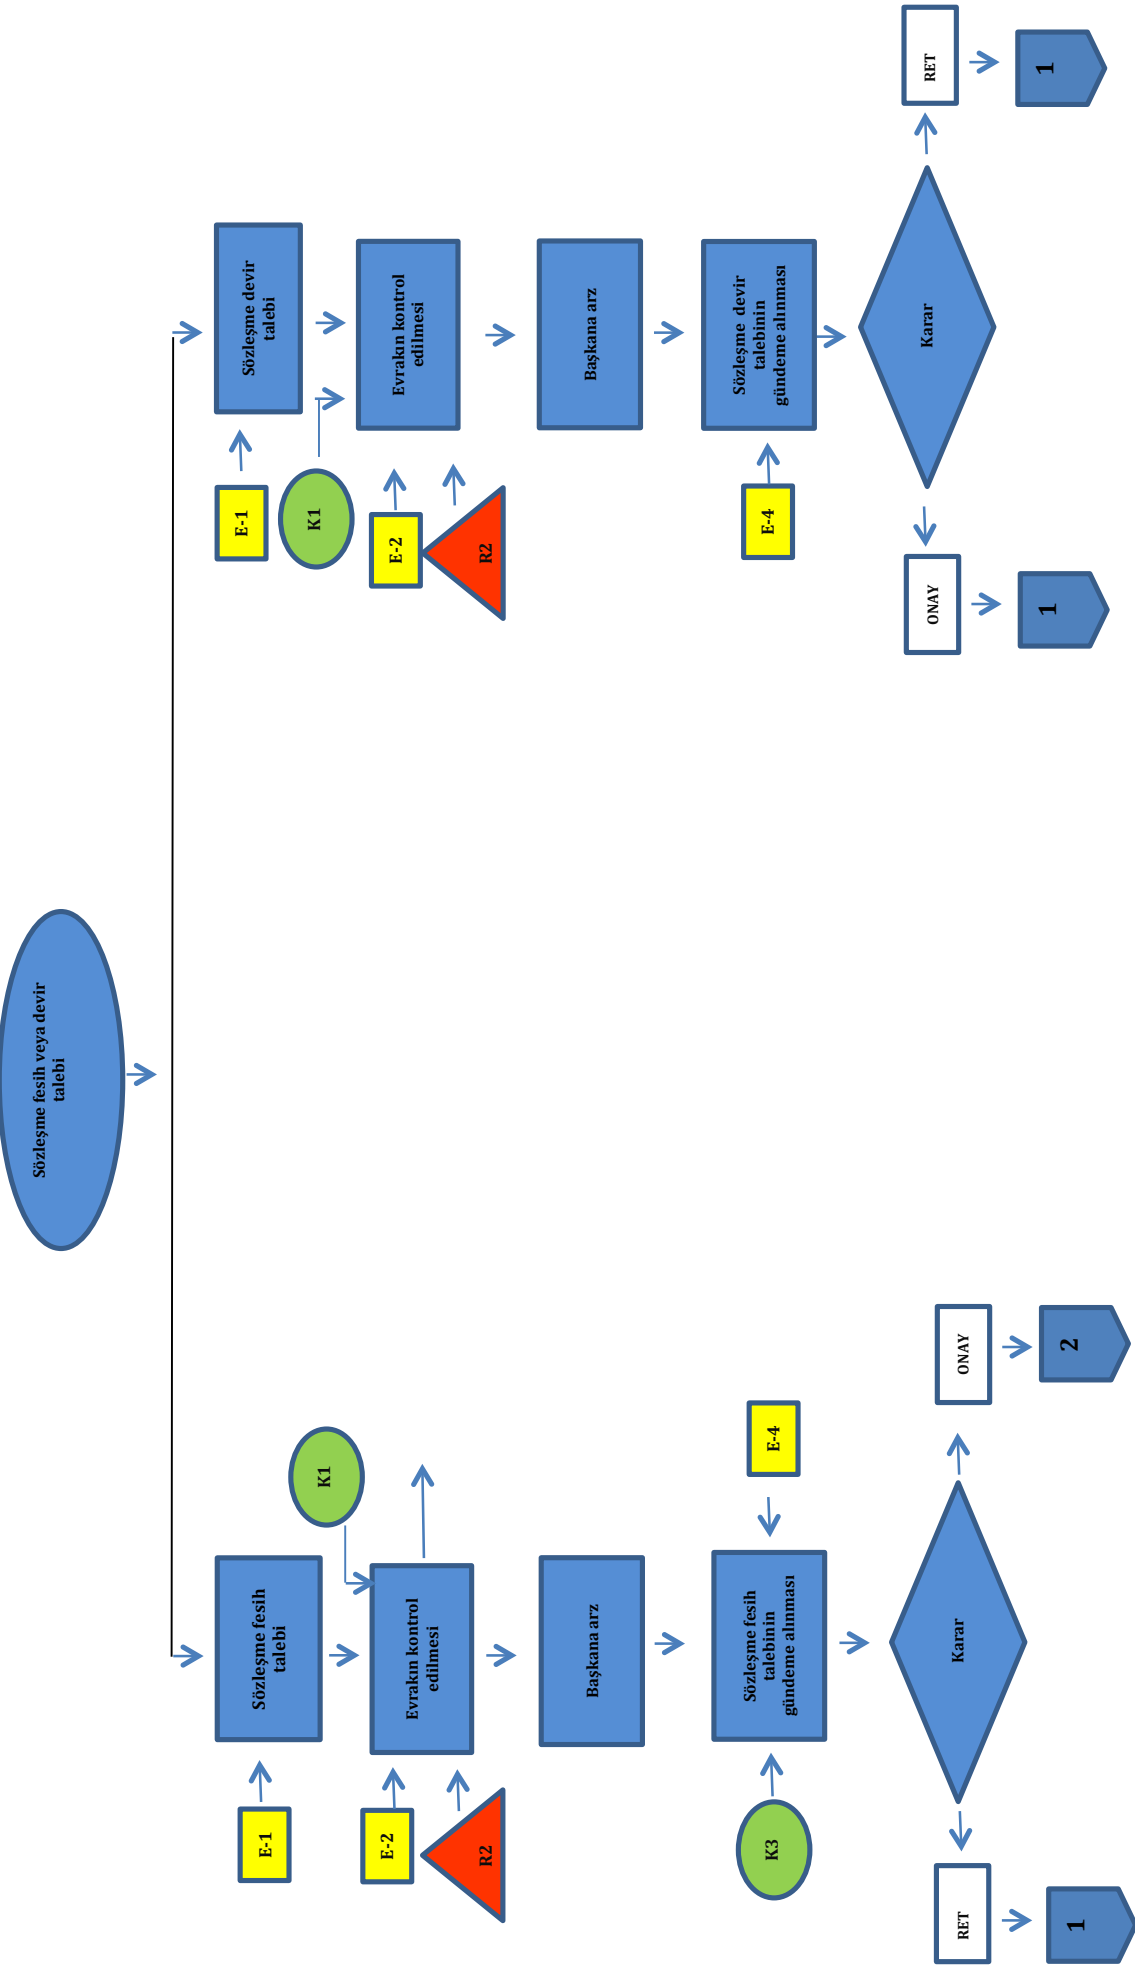 Sözleşme fesih veya devir
talebi
Sözleşme fesih
talebi
E-1
K1
Evrakın kontrol
edilmesi
E-2
R2
Başkana arz
Sözleşme fesih
talebinin
gündeme alınması
E-4
K3
Karar
RET
1
ONAY
2
Sözleşme devir
talebi
E-1
K1
Evrakın kontrol
edilmesi
E-2
R2
Başkana arz
Sözleşme devir
talebinin
gündeme alınması
E-4
Karar
ONAY
1
RET
1